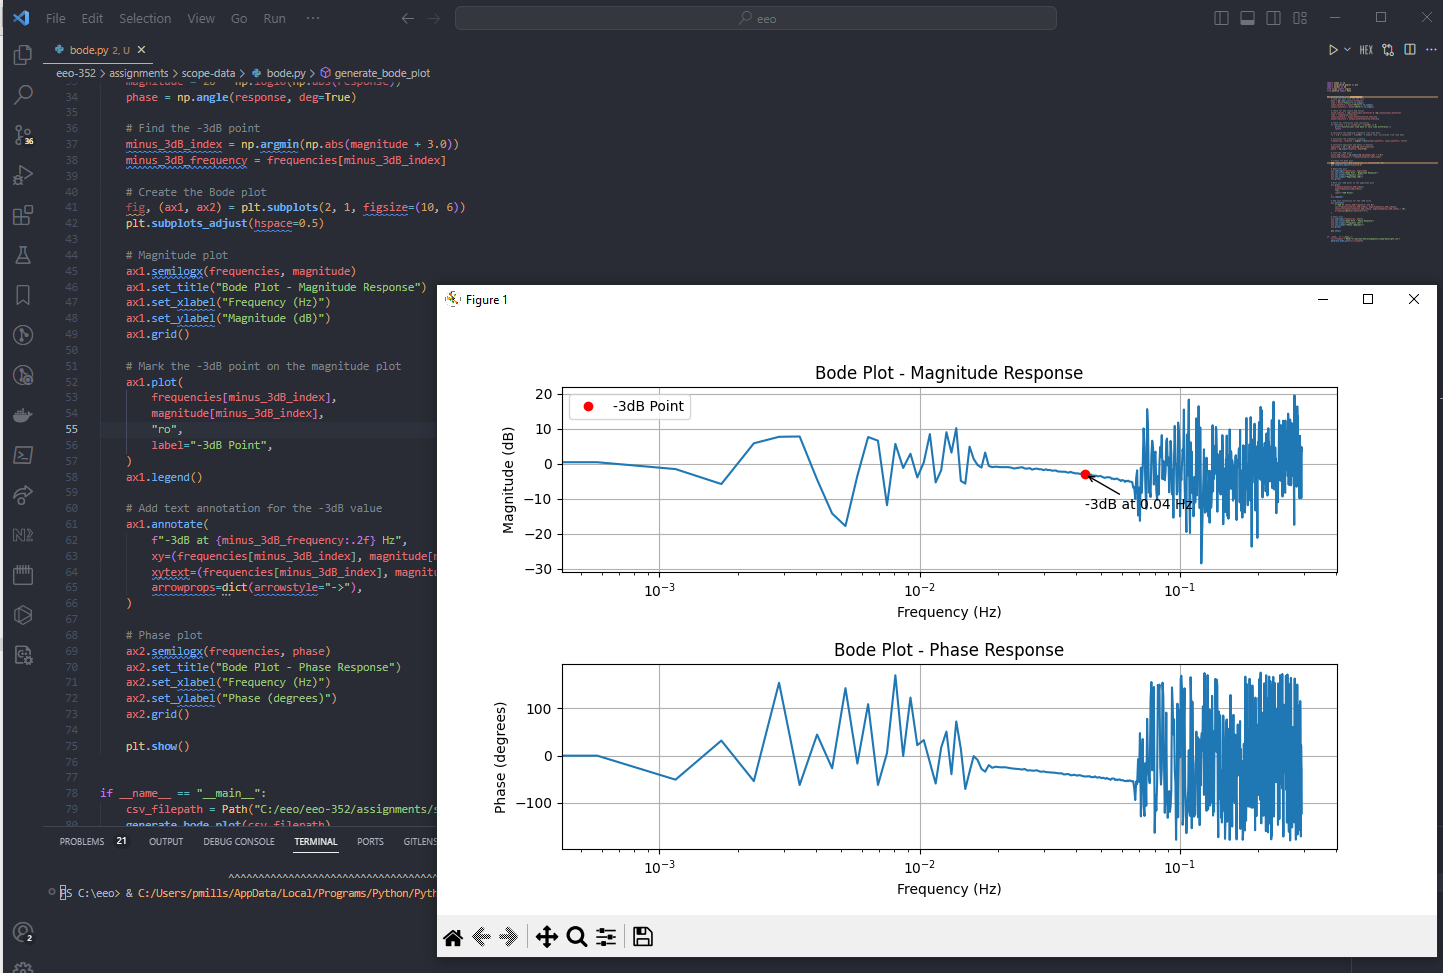 File Edit Selection View Go Run ...
eeo
bode.py 2, U
HEX
eeo-352 > assignments > scope-data > bode.py > generate_bode_plot
34 phase = np.angle(response, deg=True)
35
36 # Find the -3dB point
37 minus_3dB_index = np.argmin(np.abs(magnitude + 3.0))
38 minus_3dB_frequency = frequencies[minus_3dB_index]
39
40 # Create the Bode plot
41 fig, (ax1, ax2) = plt.subplots(2, 1, figsize=(10, 6))
42 plt.subplots_adjust(hspace=0.5)
43
44 # Magnitude plot
45 ax1.semilogx(frequencies, magnitude)
46 ax1.set_title("Bode Plot - Magnitude Response")
47 ax1.set_xlabel("Frequency (Hz)")
48 ax1.set_ylabel("Magnitude (dB)")
49 ax1.grid()
50
51 # Mark the -3dB point on the magnitude plot
52 ax1.plot(
53 frequencies[minus_3dB_index],
54 magnitude[minus_3dB_index],
55 "ro",
56 label="-3dB Point",
57 )
58 ax1.legend()
59
60 # Add text annotation for the -3dB value
61 ax1.annotate(
62 f"-3dB at {minus_3dB_frequency:.2f} Hz",
63 xy=(frequencies[minus_3dB_index], magnitude[
64 xytext=(frequencies[minus_3dB_index], magnit
65 arrowprops=dict(arrowstyle="->"),
66 )
67
68 # Phase plot
69 ax2.semilogx(frequencies, phase)
70 ax2.set_title("Bode Plot - Phase Response")
71 ax2.set_xlabel("Frequency (Hz)")
72 ax2.set_ylabel("Phase (degrees)")
73 ax2.grid()
74
75 plt.show()
76
77
78 if __name__ == "__main__":
79 csv_filepath = Path("C:/eeo/eeo-352/assignments/s
80 generate_bode_plot(csv_filepath)
36
PROBLEMS 21 OUTPUT DEBUG CONSOLE TERMINAL PORTS GITLENS
^^^^^^^^^^^^^^^^^^^^^^^^^^^^^^^^
PS C:\eeo> & C:/Users/pmills/AppData/Local/Programs/Python/Pyth
2
Figure 1
Bode Plot - Magnitude Response
20
10
0
−10
−20
−30
Magnitude (dB)
-3dB Point
-3dB at 0.04 Hz
10⁻³ 10⁻² 10⁻¹
Frequency (Hz)
Bode Plot - Phase Response
100
0
−100
Phase (degrees)
10⁻³ 10⁻² 10⁻¹
Frequency (Hz)